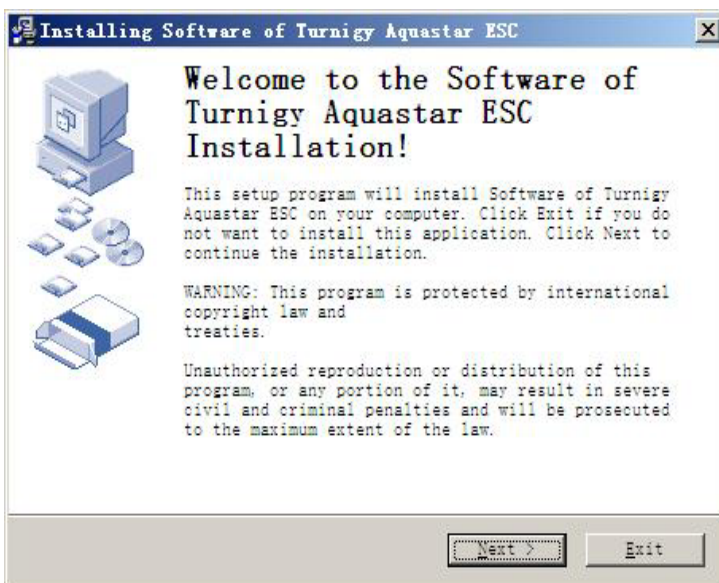 Installing Software of Turnigy Aquastar ESC
Welcome to the Software of
Turnigy Aquastar ESC
Installation!
This setup program will install Software of Turnigy
Aquastar ESC on your computer. Click Exit if you do
not want to install this application. Click Next to
continue the installation.
WARNING: This program is protected by international
copyright law and
treaties.
Unauthorized reproduction or distribution of this
program, or any portion of it, may result in severe
civil and criminal penalties and will be prosecuted
to the maximum extent of the law.
Next >
Exit